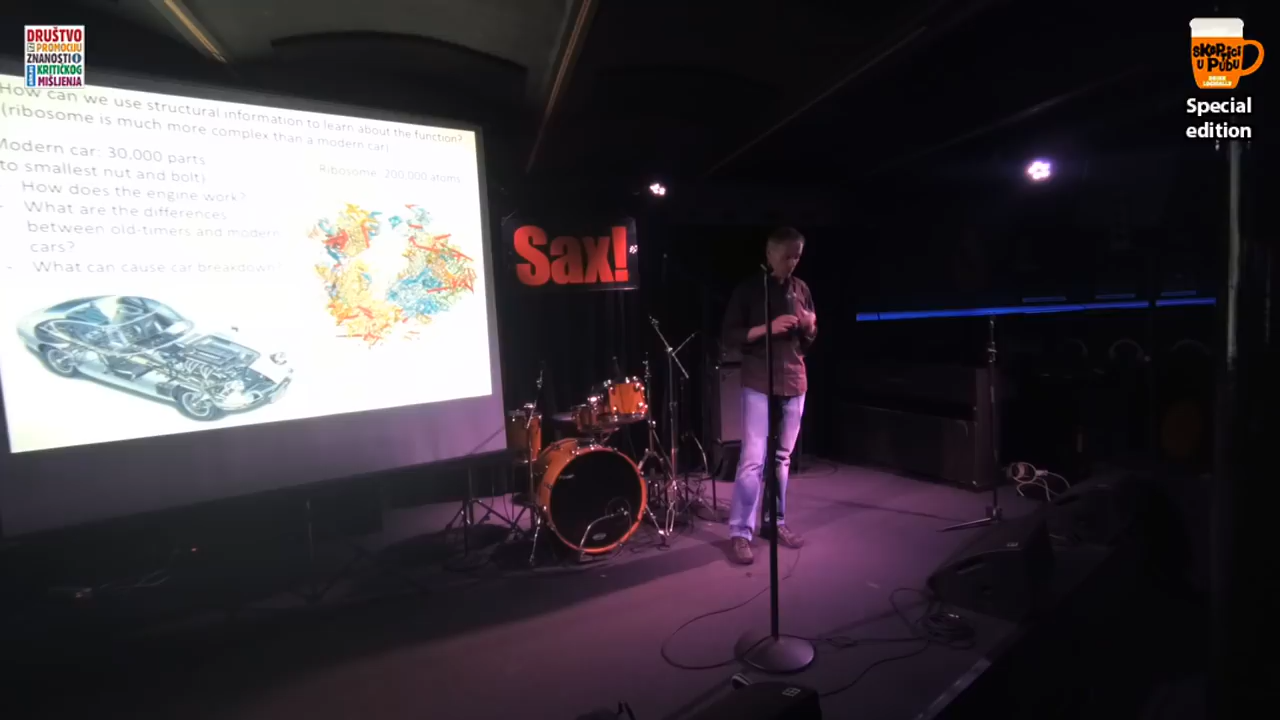 DRUŠTVO
ZA PROMOCIJU
ZNANOSTI I
KRITIČKOG
MIŠLJENJA
SKEPTICI
U PUBU
Special
edition
How can we use structural information to learn about the function?
(ribosome is much more complex than a modern car)
Modern car: 30,000 parts
to smallest nut and bolt)
How does the engine work?
- What are the differences
between old-timers and modern
cars?
- What can cause car breakdown?
Ribosome: 200,000 atoms
Sax!